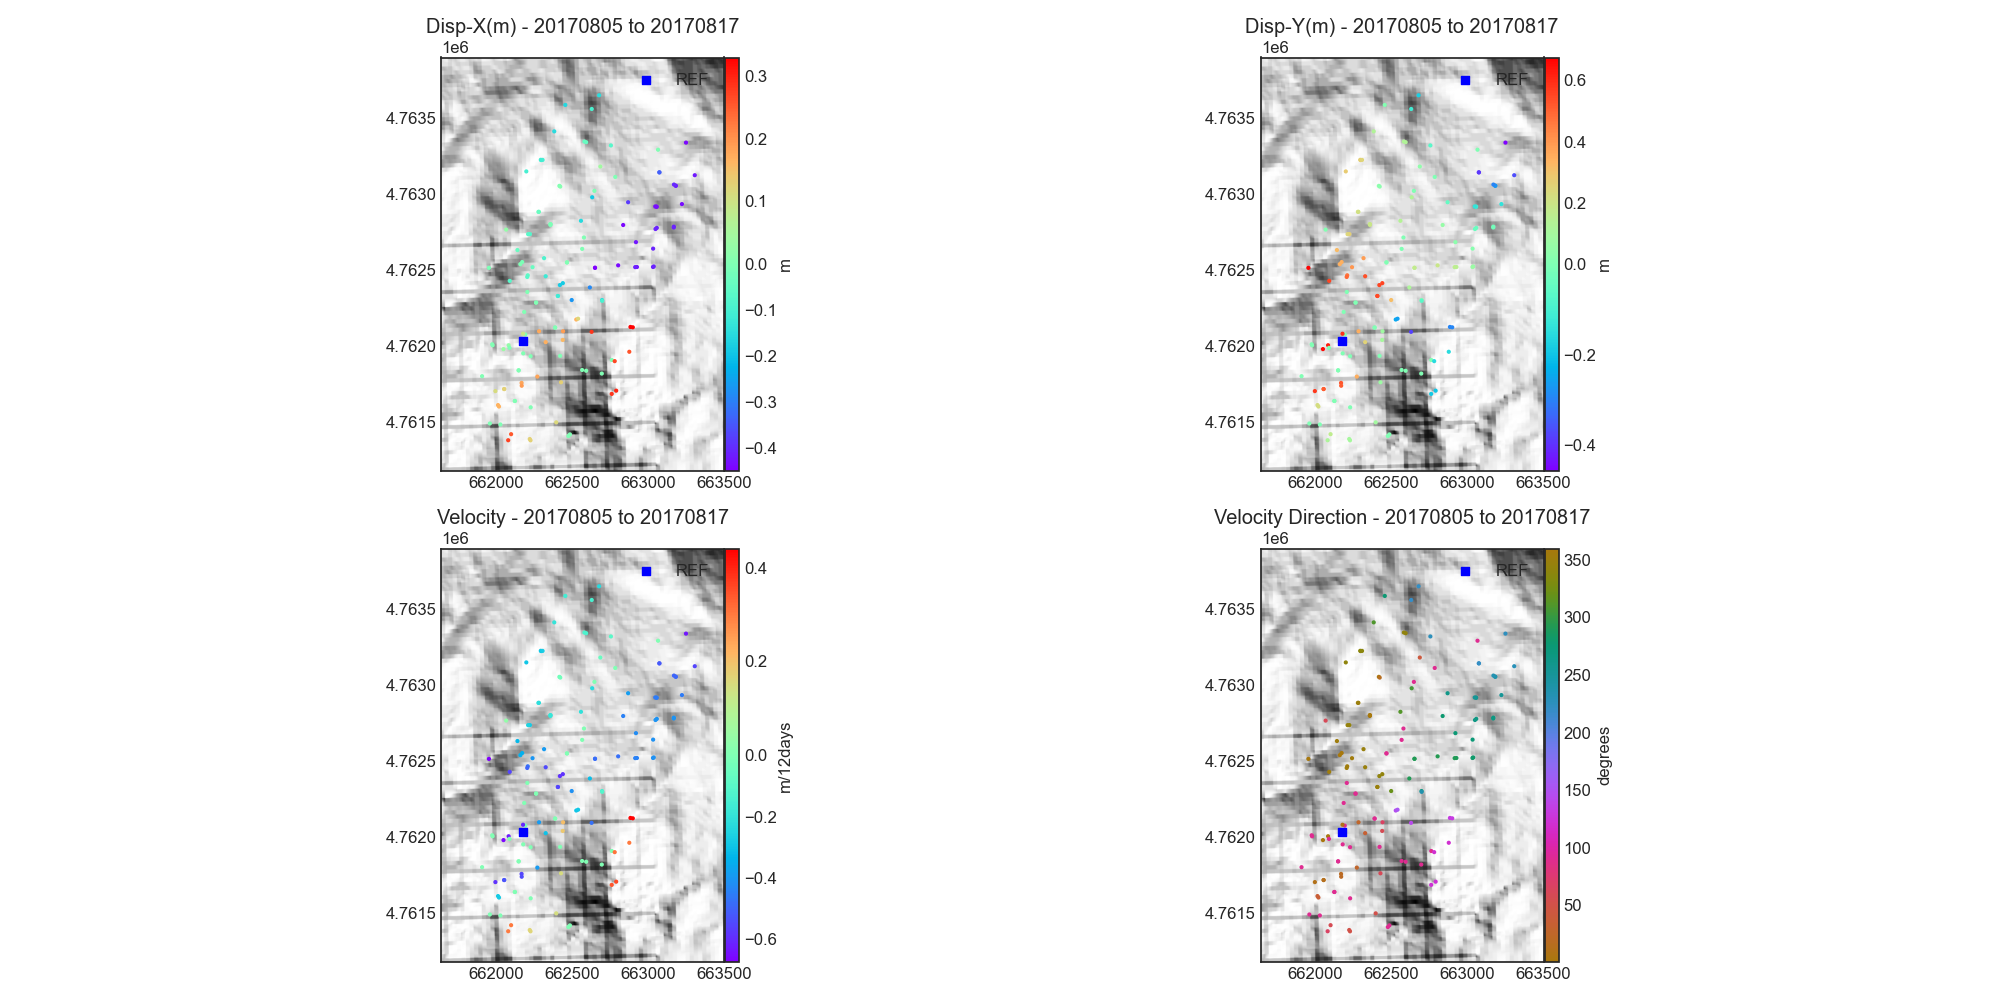 Disp-X(m) - 20170805 to 20170817
1e6
REF
4.7635
4.7630
4.7625
4.7620
4.7615
662000 662500 663000 663500
0.3
0.2
0.1
0.0
−0.1
−0.2
−0.3
−0.4
m
Disp-Y(m) - 20170805 to 20170817
1e6
REF
4.7635
4.7630
4.7625
4.7620
4.7615
662000 662500 663000 663500
0.6
0.4
0.2
0.0
−0.2
−0.4
m
Velocity - 20170805 to 20170817
1e6
REF
4.7635
4.7630
4.7625
4.7620
4.7615
662000 662500 663000 663500
0.4
0.2
0.0
−0.2
−0.4
−0.6
m/12days
Velocity Direction - 20170805 to 20170817
1e6
REF
4.7635
4.7630
4.7625
4.7620
4.7615
662000 662500 663000 663500
350
300
250
200
150
100
50
degrees